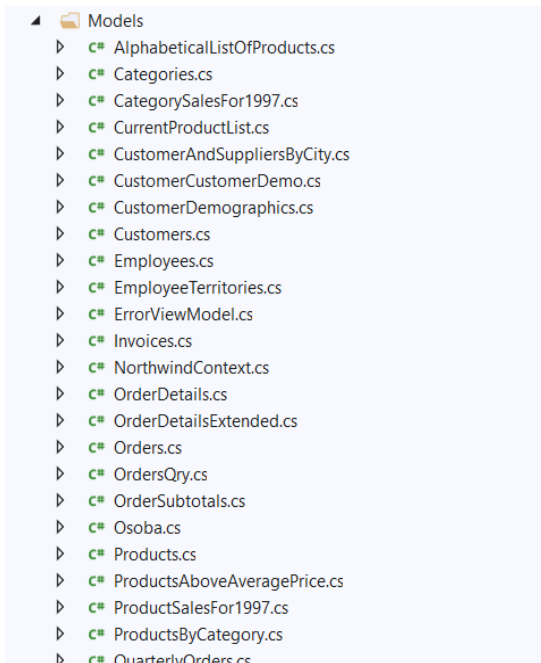 Models
C# AlphabeticalListOfProducts.cs
C# Categories.cs
C# CategorySalesFor1997.cs
C# CurrentProductList.cs
C# CustomerAndSuppliersByCity.cs
C# CustomerCustomerDemo.cs
C# CustomerDemographics.cs
C# Customers.cs
C# Employees.cs
C# EmployeeTerritories.cs
C# ErrorViewModel.cs
C# Invoices.cs
C# NorthwindContext.cs
C# OrderDetails.cs
C# OrderDetailsExtended.cs
C# Orders.cs
C# OrdersQry.cs
C# OrderSubtotals.cs
C# Osoba.cs
C# Products.cs
C# ProductsAboveAveragePrice.cs
C# ProductSalesFor1997.cs
C# ProductsByCategory.cs
C# QuarterlyOrders.cs